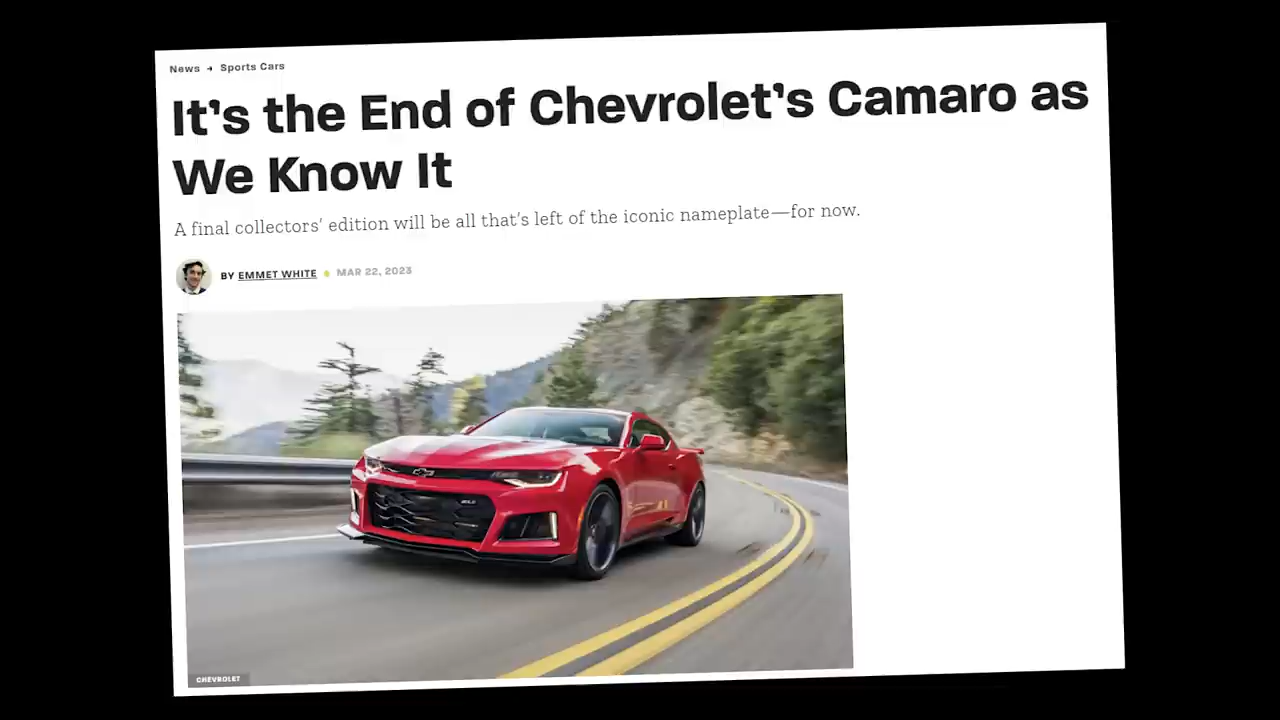 News → Sports Cars
It's the End of Chevrolet's Camaro as
We Know It
A final collectors' edition will be all that's left of the iconic nameplate—for now.
BY EMMET WHITE • MAR 22, 2023
ZL1
CHEVROLET